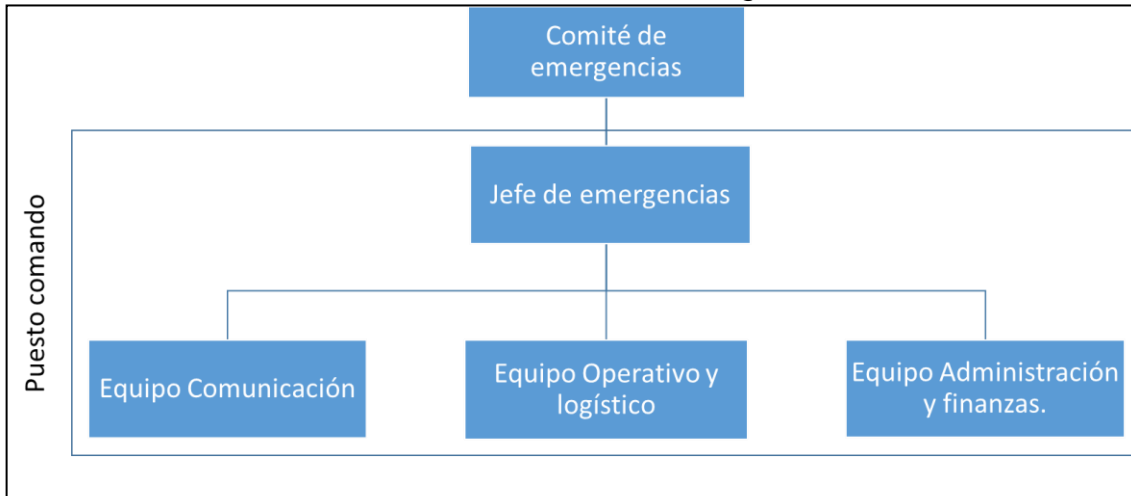 Comité de
emergencias
Jefe de emergencias
Puesto comando
Equipo Comunicación
Equipo Operativo y
logístico
Equipo Administración
y finanzas.